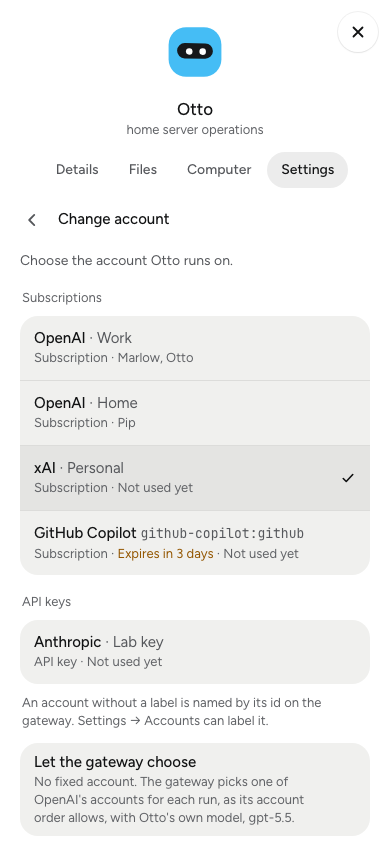 Otto
home server operations
Details Files Computer Settings
Change account
Choose the account Otto runs on.
Subscriptions
OpenAI · Work
Subscription · Marlow, Otto
OpenAI · Home
Subscription · Pip
xAI · Personal
Subscription · Not used yet
GitHub Copilot github-copilot:github
Subscription · Expires in 3 days · Not used yet
API keys
Anthropic · Lab key
API key · Not used yet
An account without a label is named by its id on the
gateway. Settings → Accounts can label it.
Let the gateway choose
No fixed account. The gateway picks one of
OpenAI's accounts for each run, as its account
order allows, with Otto's own model, gpt-5.5.